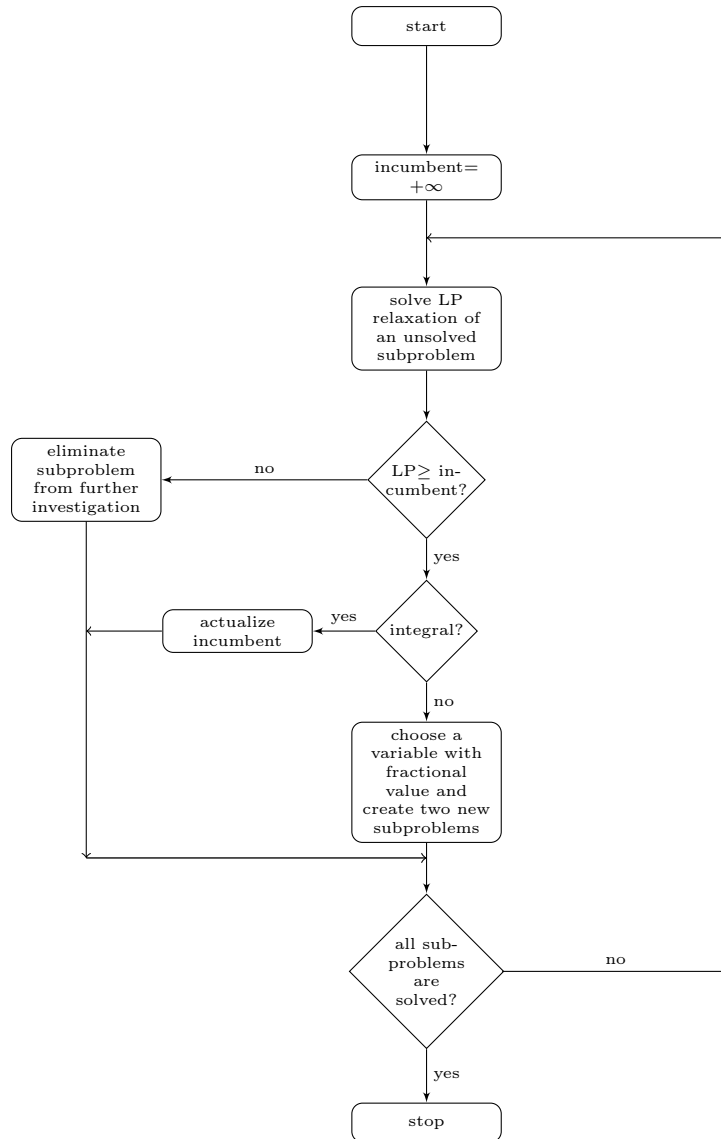 start
incumbent=
+∞
solve LP
relaxation of
an unsolved
subproblem
eliminate
subproblem
from further
investigation
no
LP≥ in-
cumbent?
yes
actualize
incumbent
yes
integral?
no
choose a
variable with
fractional
value and
create two new
subproblems
all sub-
problems
are
solved?
no
yes
stop